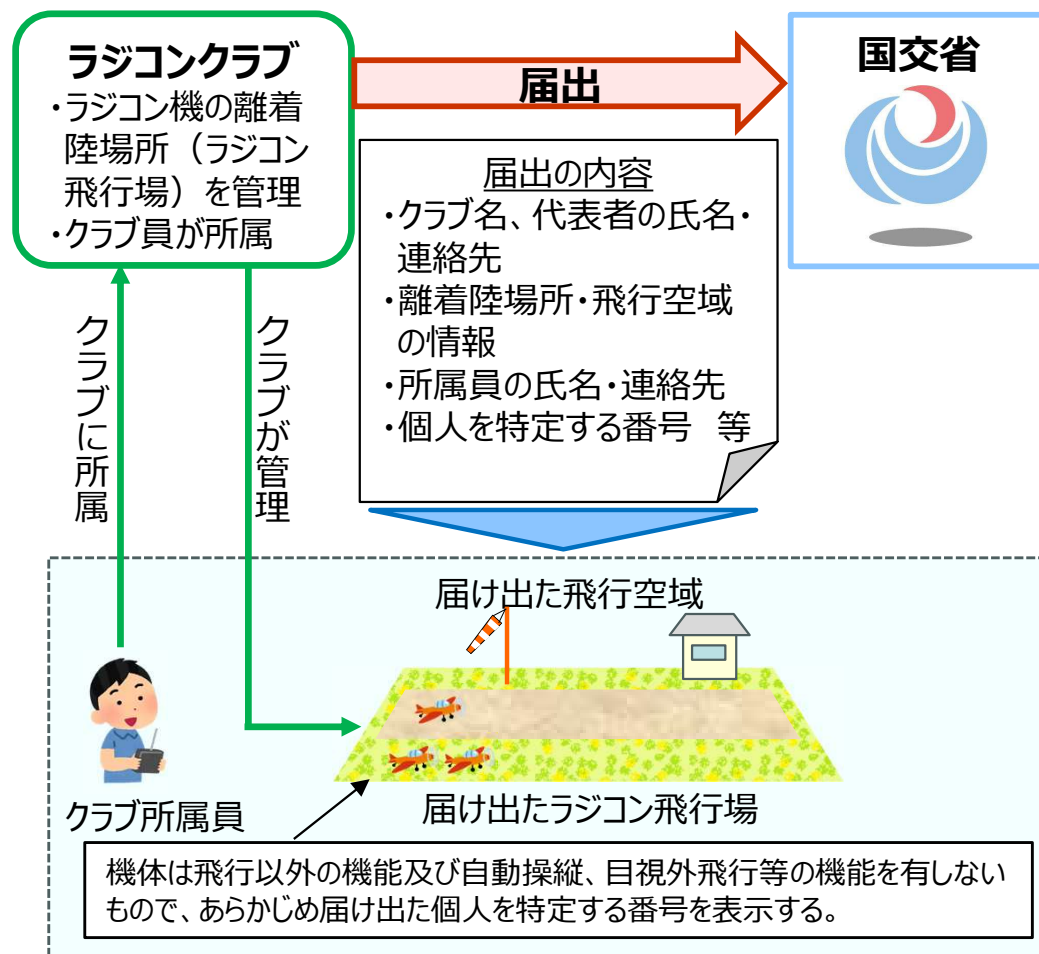 ラジコンクラブ
・ラジコン機の離着
陸場所（ラジコン
飛行場）を管理
・クラブ員が所属
届出
国交省
届出の内容
・クラブ名、代表者の氏名・
連絡先
・離着陸場所・飛行空域
の情報
・所属員の氏名・連絡先
・個人を特定する番号　等
クラブに所属
クラブが管理
届け出た飛行空域
クラブ所属員
届け出たラジコン飛行場
機体は飛行以外の機能及び自動操縦、目視外飛行等の機能を有しない
もので、あらかじめ届け出た個人を特定する番号を表示する。